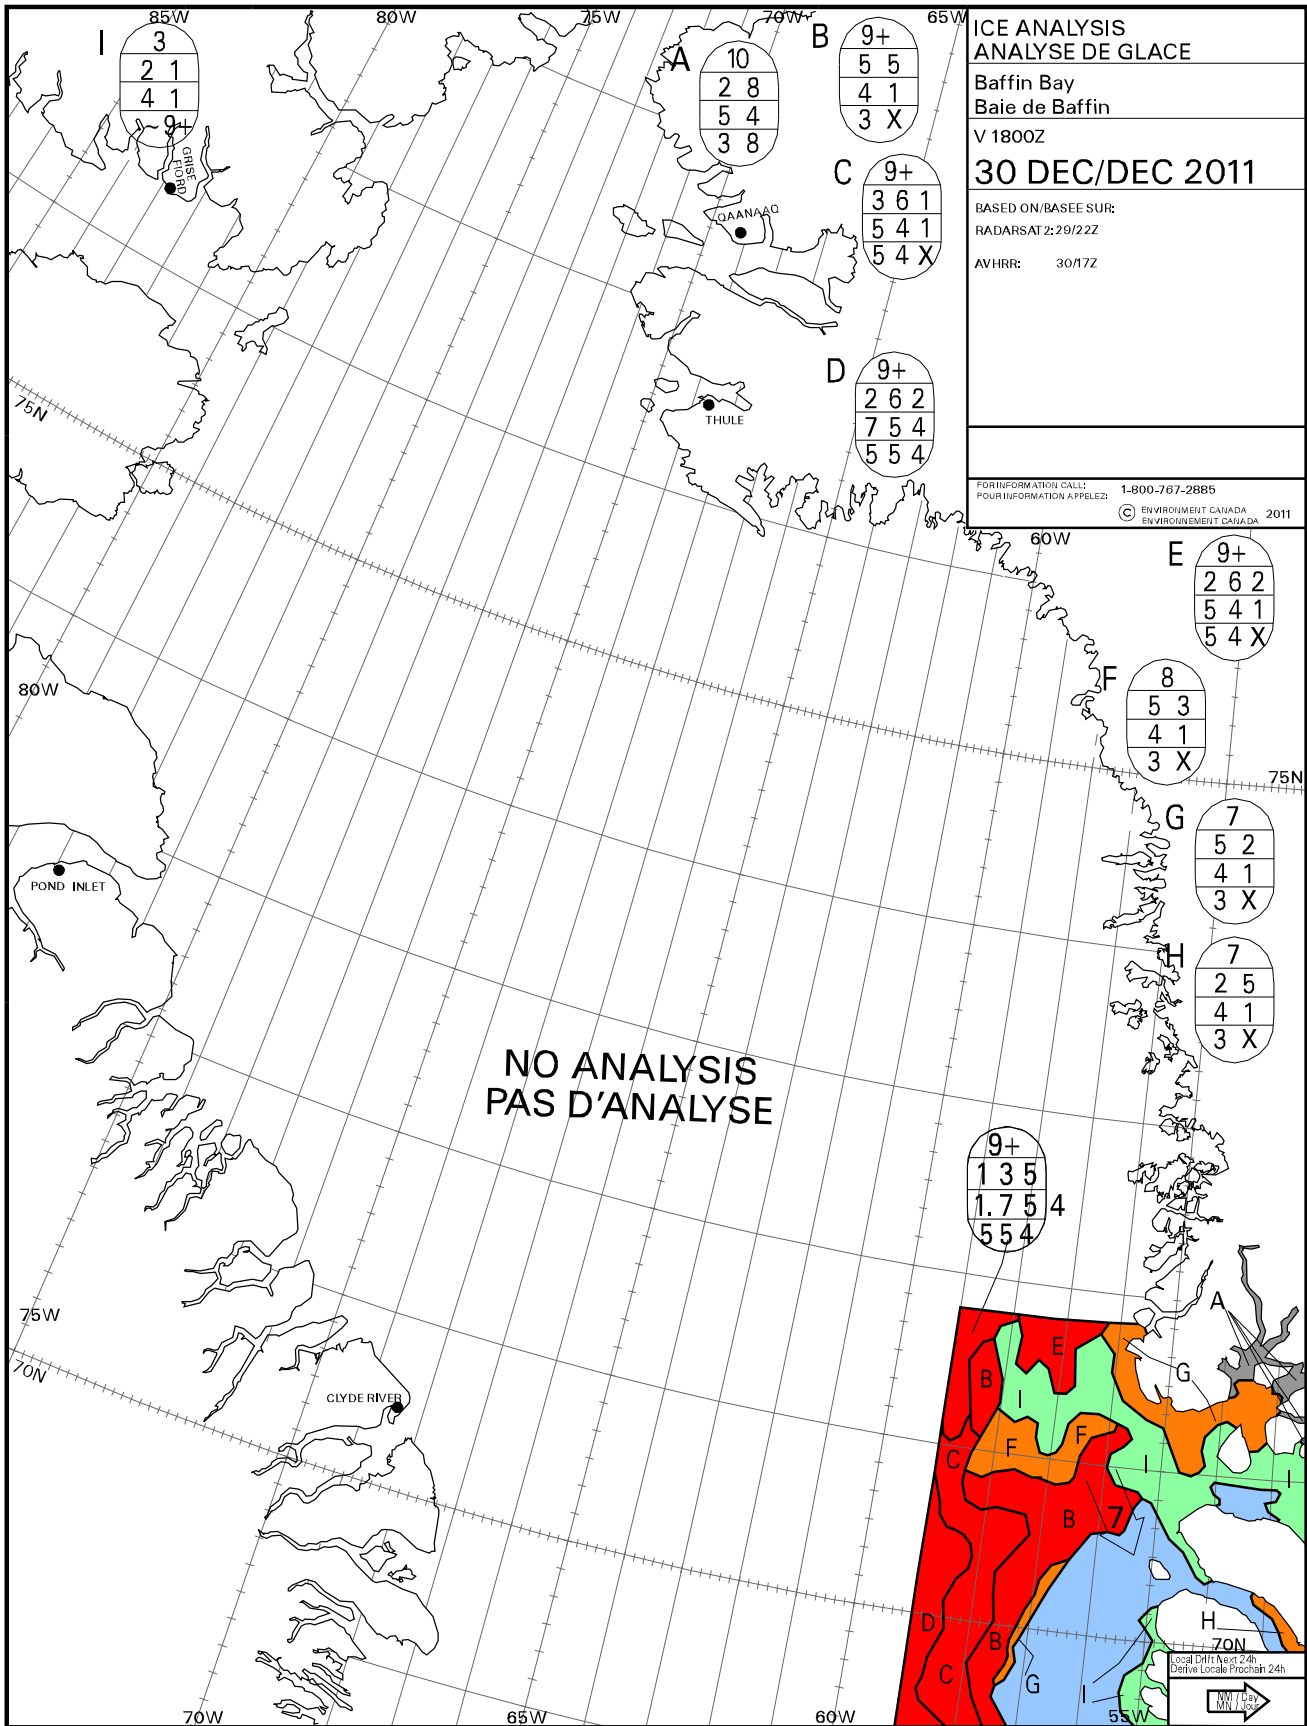 85W
80W
75W
70W
65W
I
3
2 1
4 1
~9+
A
10
2 8
5 4
3 8
B
9+
5 5
4 1
3 X
ICE ANALYSIS
ANALYSE DE GLACE
Baffin Bay
Baie de Baffin
V 1800Z
30 DEC/DEC 2011
BASED ON/BASEE SUR:
RADARSAT2: 29/22Z
AVHRR: 30/17Z
FOR INFORMATION CALL:
POUR INFORMATION APPELEZ:
1-800-767-2885
© ENVIRONMENT CANADA
ENVIRONNEMENT CANADA
2011
GRISE
FIORD
C
9+
3 6 1
5 4 1
5 4 X
QAANAAQ
D
9+
2 6 2
7 5 4
5 5 4
THULE
75N
60W
E
9+
2 6 2
5 4 1
5 4 X
80W
F
8
5 3
4 1
3 X
75N
G
7
5 2
4 1
3 X
POND INLET
H
7
2 5
4 1
3 X
NO ANALYSIS
PAS D'ANALYSE
9+
1 3 5
1. 7 5 4
5 5 4
75W
70N
CLYDE RIVER
A
E
G
B
I
F
F
C
I
I
B
7
D
B
H
70N
C
G
I
Local Drift Next 24h
Derive Locale Prochain 24h
NM / Day
MN / Jour
70W
65W
60W
55W